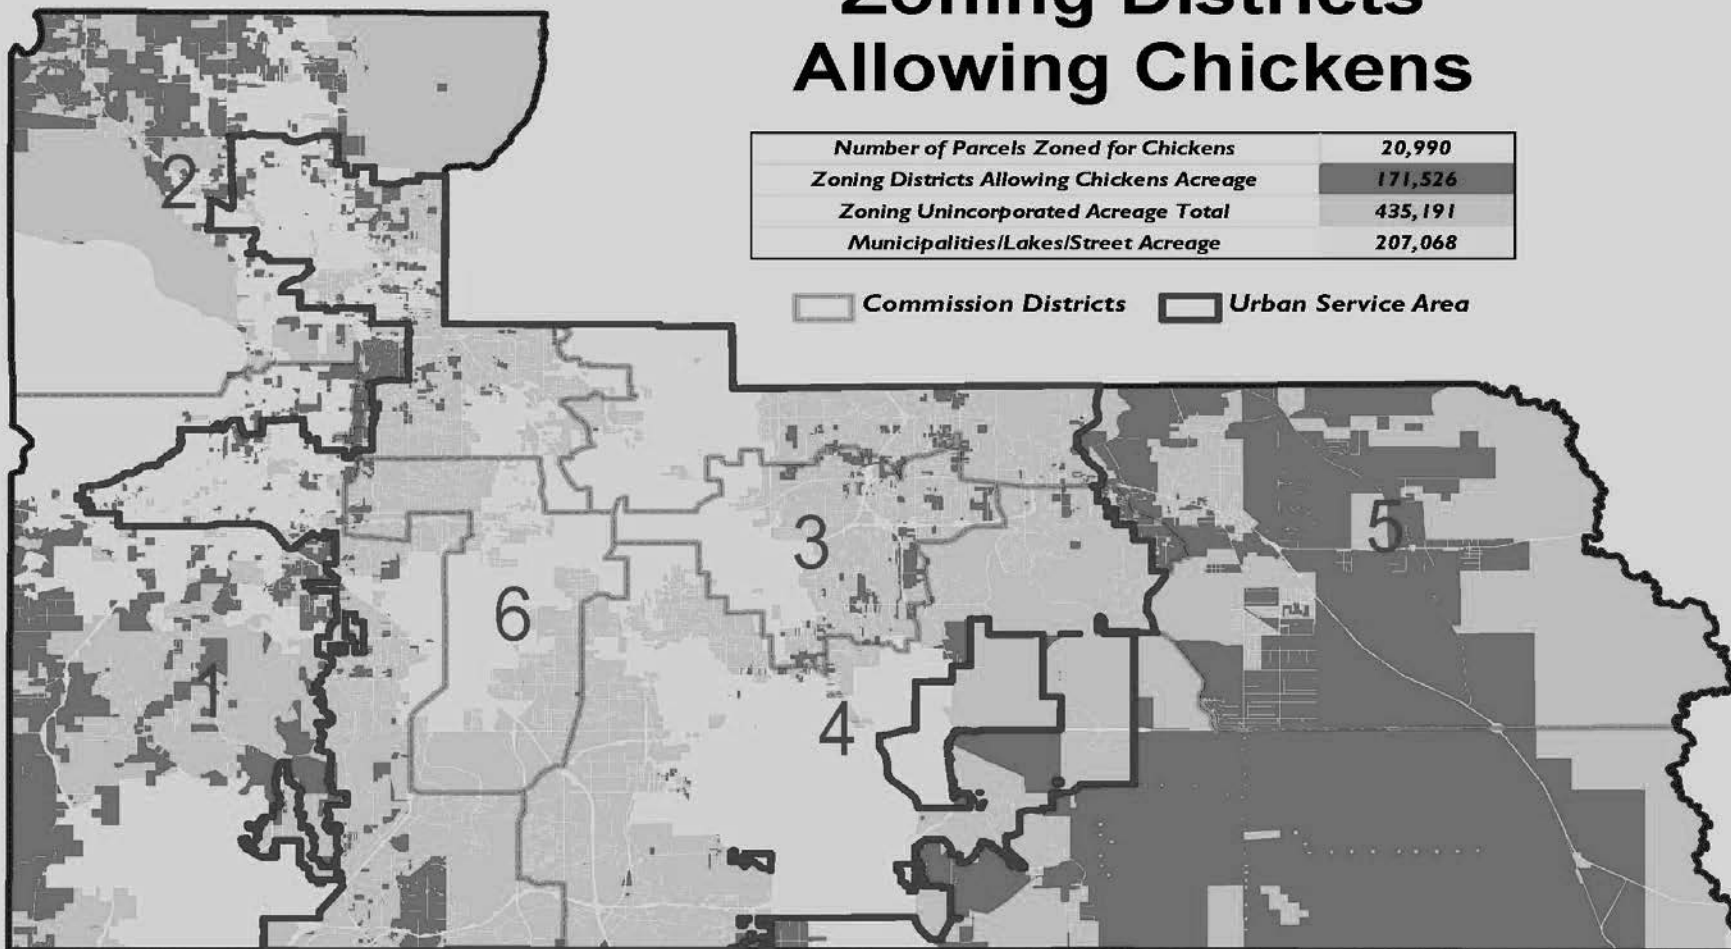 Zoning Districts
Allowing Chickens
Number of Parcels Zoned for Chickens 20,990
Zoning Districts Allowing Chickens Acreage 171,526
Zoning Unincorporated Acreage Total 435,191
Municipalities/Lakes/Street Acreage 207,068
Commission Districts Urban Service Area
2
5
3
6
1
4